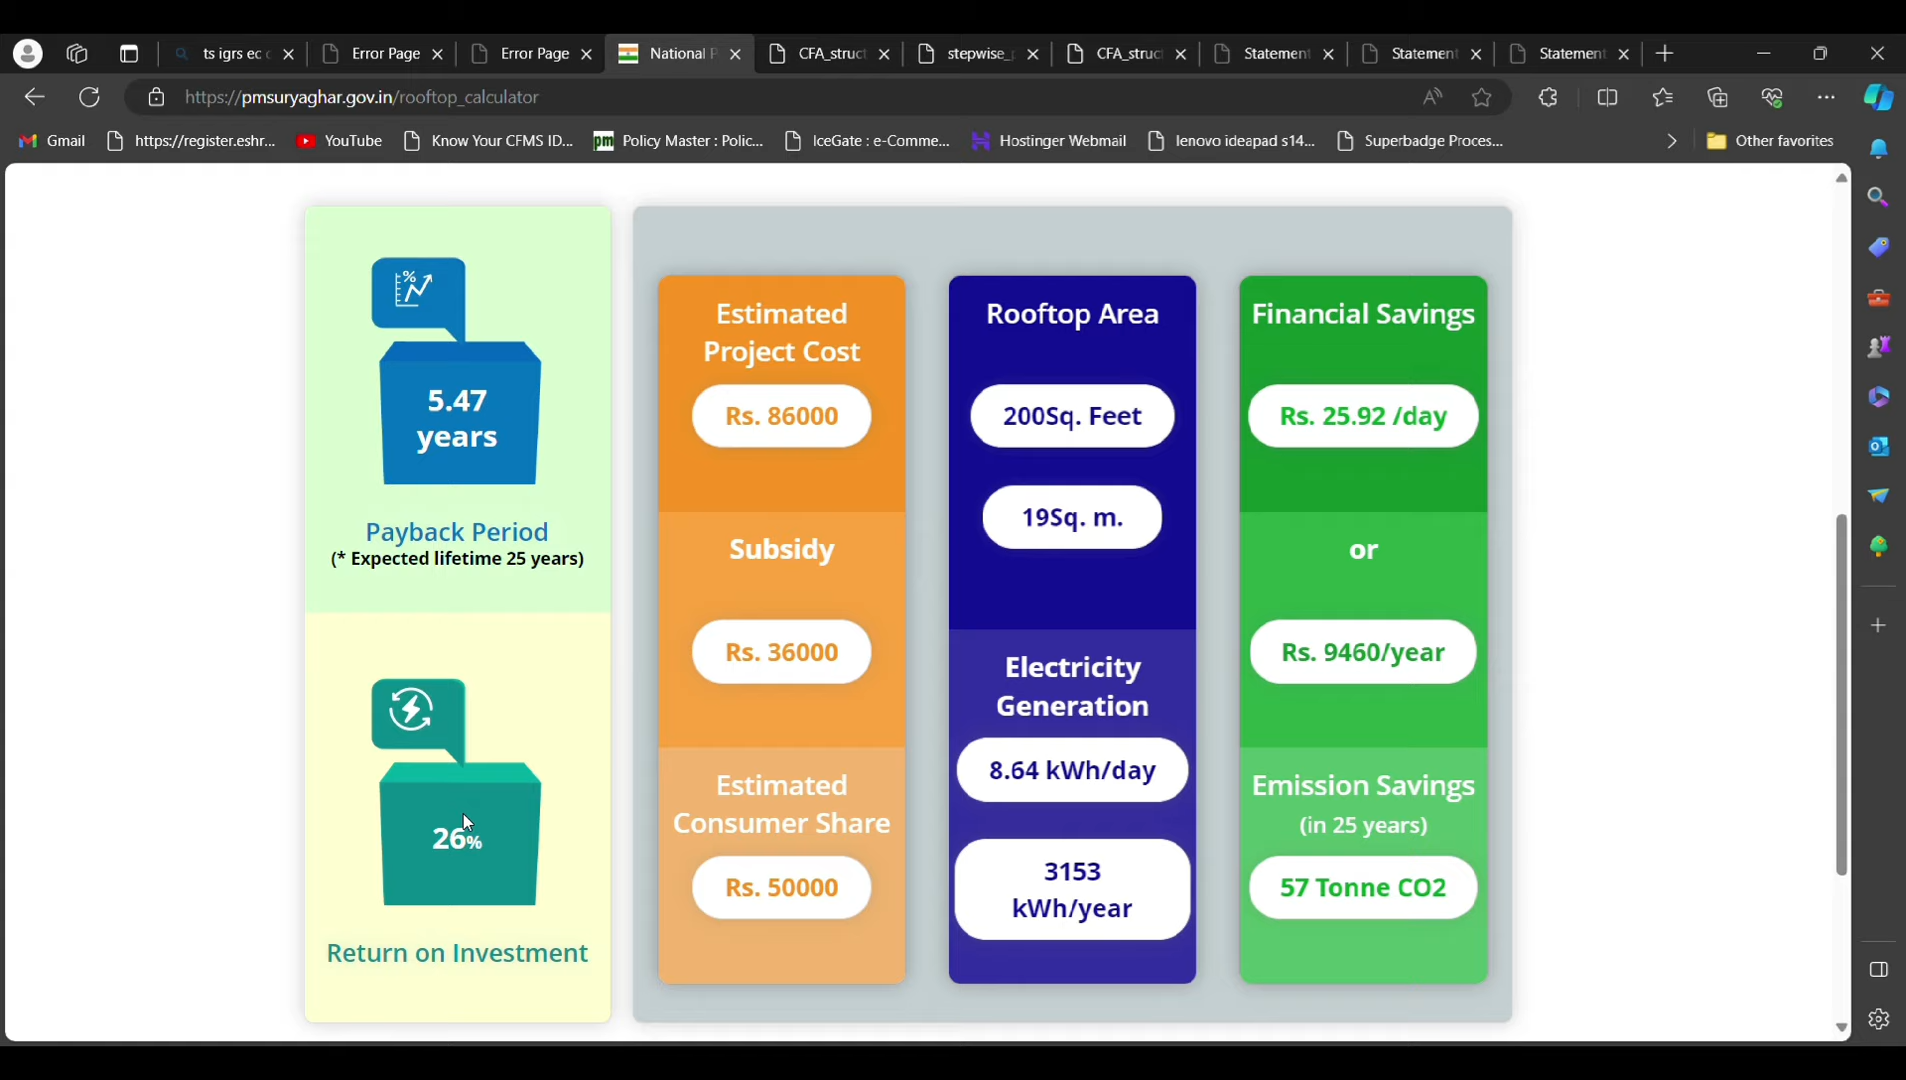 ts igrs ec c
Error Page
Error Page
National P
CFA_struct
stepwise_p
CFA_struct
Statement
Statement
Statement
https://pmsuryaghar.gov.in/rooftop_calculator
Gmail
https://register.eshr...
YouTube
Know Your CFMS ID...
pm
Policy Master : Polic...
IceGate : e-Comme...
Hostinger Webmail
lenovo ideapad s14...
Superbadge Proces...
Other favorites
%
5.47
years
Payback Period
(* Expected lifetime 25 years)
26%
Return on Investment
Estimated
Project Cost
Rs. 86000
Subsidy
Rs. 36000
Estimated
Consumer Share
Rs. 50000
Rooftop Area
200Sq. Feet
19Sq. m.
Electricity
Generation
8.64 kWh/day
3153
kWh/year
Financial Savings
Rs. 25.92 /day
or
Rs. 9460/year
Emission Savings
(in 25 years)
57 Tonne CO2